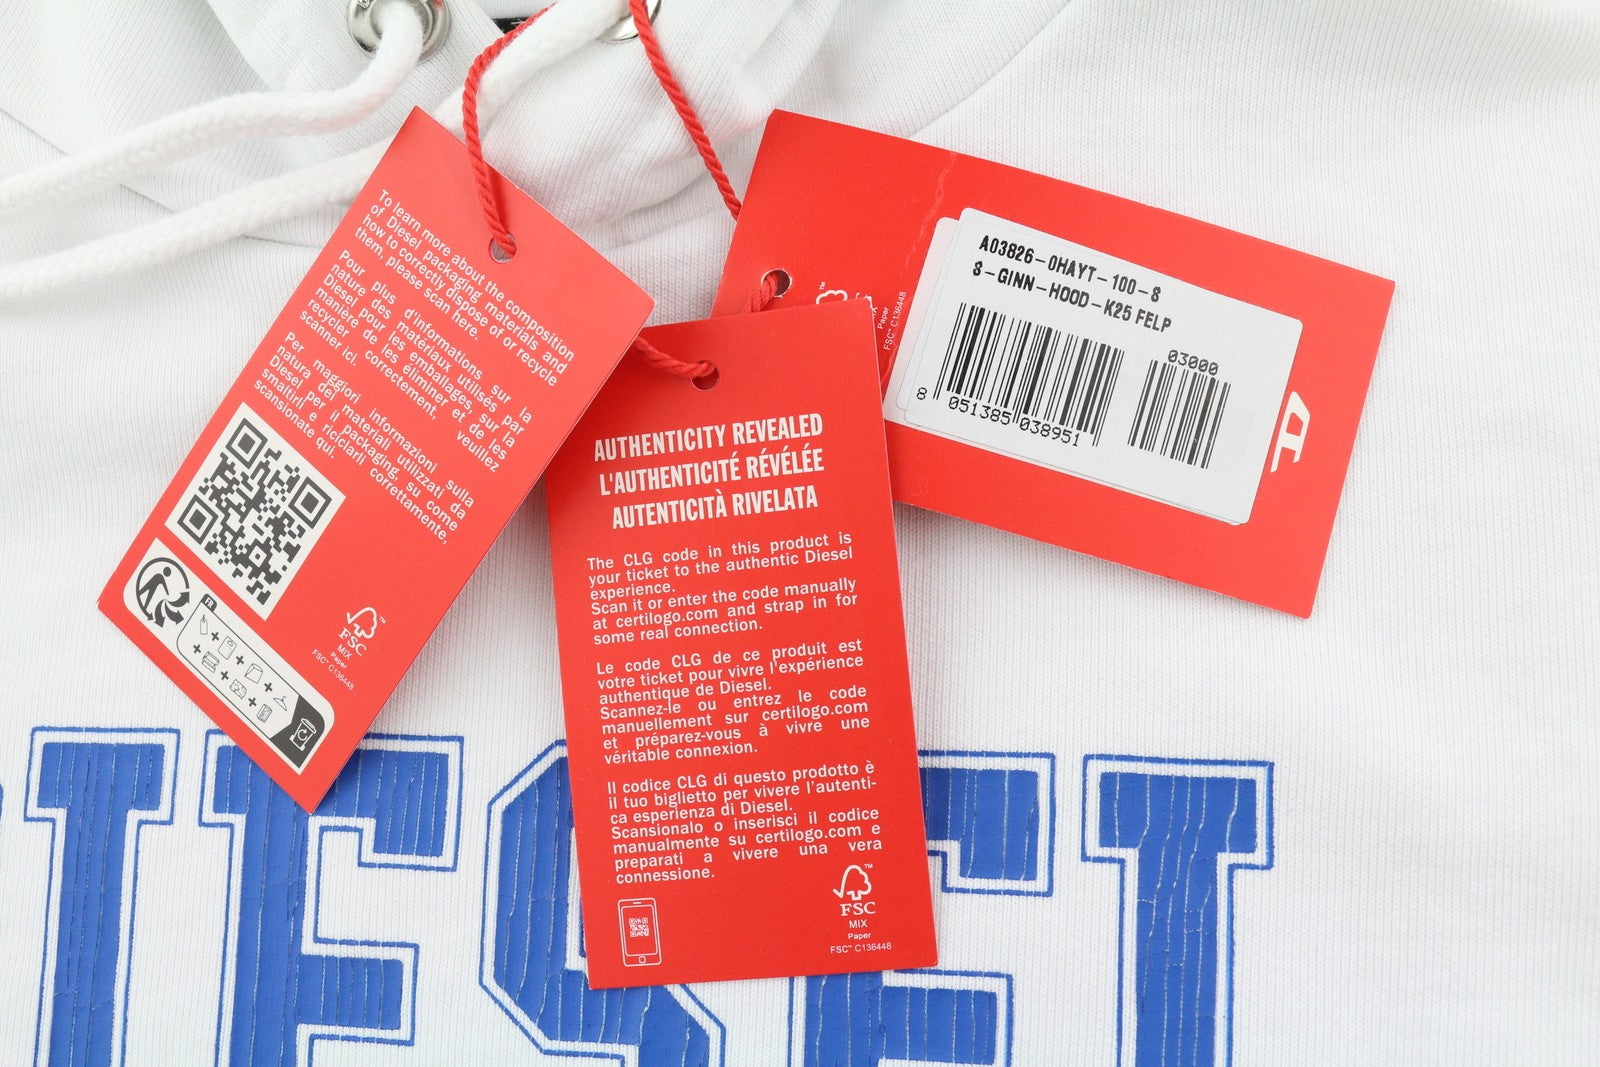 To learn more about the composition
of Diesel packaging materials and
how to correctly dispose of or recycle
them, please scan here.
Pour plus d'informations sur la
nature des matériaux utilisés par
Diesel pour les emballages, sur la
manière de les éliminer et de les
recycler correctement, veuillez
scanner ici.
Per maggiori informazioni sulla
natura dei materiali utilizzati da
Diesel per il packaging, su come
smaltirli e riciclarli correttamente,
scansionate qui.
FR
FSC™
MIX
Paper
FSC™ C136448
AUTHENTICITY REVEALED
L'AUTHENTICITÉ RÉVÉLÉE
AUTENTICITÀ RIVELATA
The CLG code in this product is
your ticket to the authentic Diesel
experience.
Scan it or enter the code manually
at certilogo.com and strap in for
some real connection.
Le code CLG de ce produit est
votre ticket pour vivre l'expérience
authentique de Diesel.
Scannez-le ou entrez le code
manuellement sur certilogo.com
et préparez-vous à vivre une
véritable connexion.
Il codice CLG di questo prodotto è
il tuo biglietto per vivere l'autenti-
ca esperienza di Diesel.
Scansionalo o inserisci il codice
manualmente su certilogo.com e
preparati a vivere una vera
connessione.
FSC™
MIX
Paper
FSC™ C136448
Paper
FSC™ C136448
A03826-0HAYT-100-S
S-GINN-HOOD-K25 FELP
03000
8 051385 038951
D
IESEL